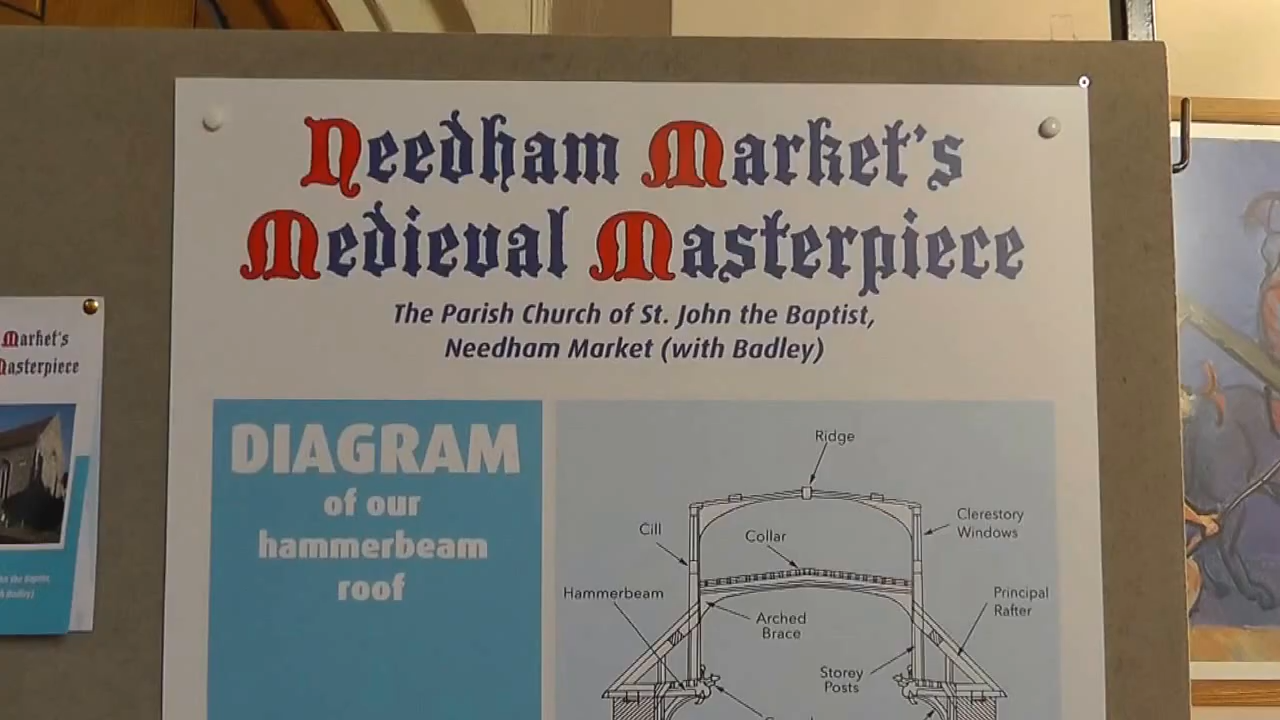 Needham Market's
Medieval Masterpiece
The Parish Church of St. John the Baptist,
Needham Market (with Badley)
DIAGRAM
of our
hammerbeam
roof
Ridge
Clerestory
Windows
Cill
Collar
Hammerbeam
Principal
Rafter
Arched
Brace
Storey
Posts
Market's
Masterpiece